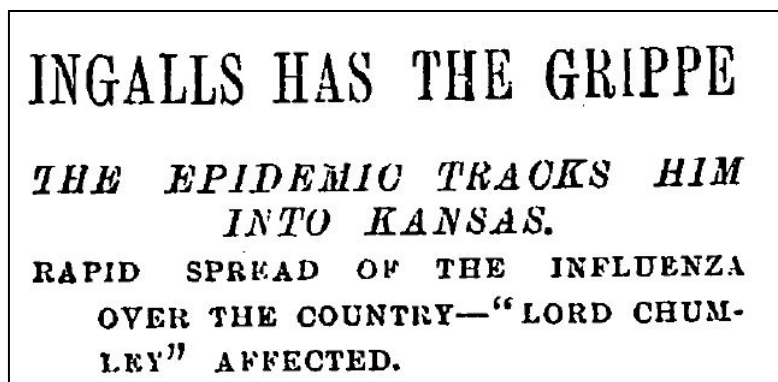 INGALLS HAS THE GRIPPE
THE EPIDEMIC TRACKS HIM
INTO KANSAS.
RAPID SPREAD OF THE INFLUENZA
OVER THE COUNTRY—"LORD CHUM-
LEY" AFFECTED.